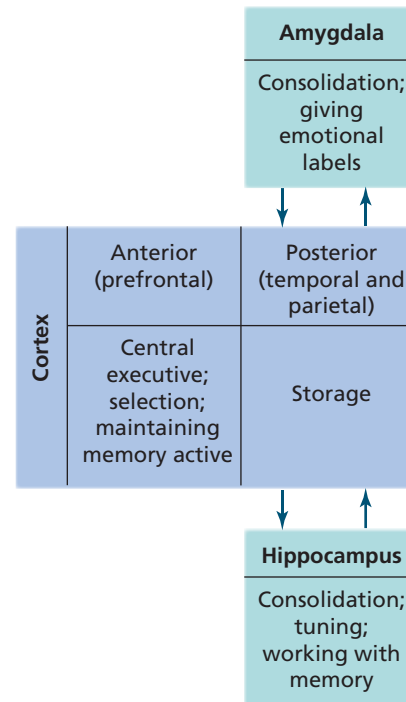 Amygdala
Consolidation;
giving
emotional
labels
Cortex
Anterior
(prefrontal)
Posterior
(temporal and
parietal)
Central
executive;
selection;
maintaining
memory active
Storage
Hippocampus
Consolidation;
tuning;
working with
memory